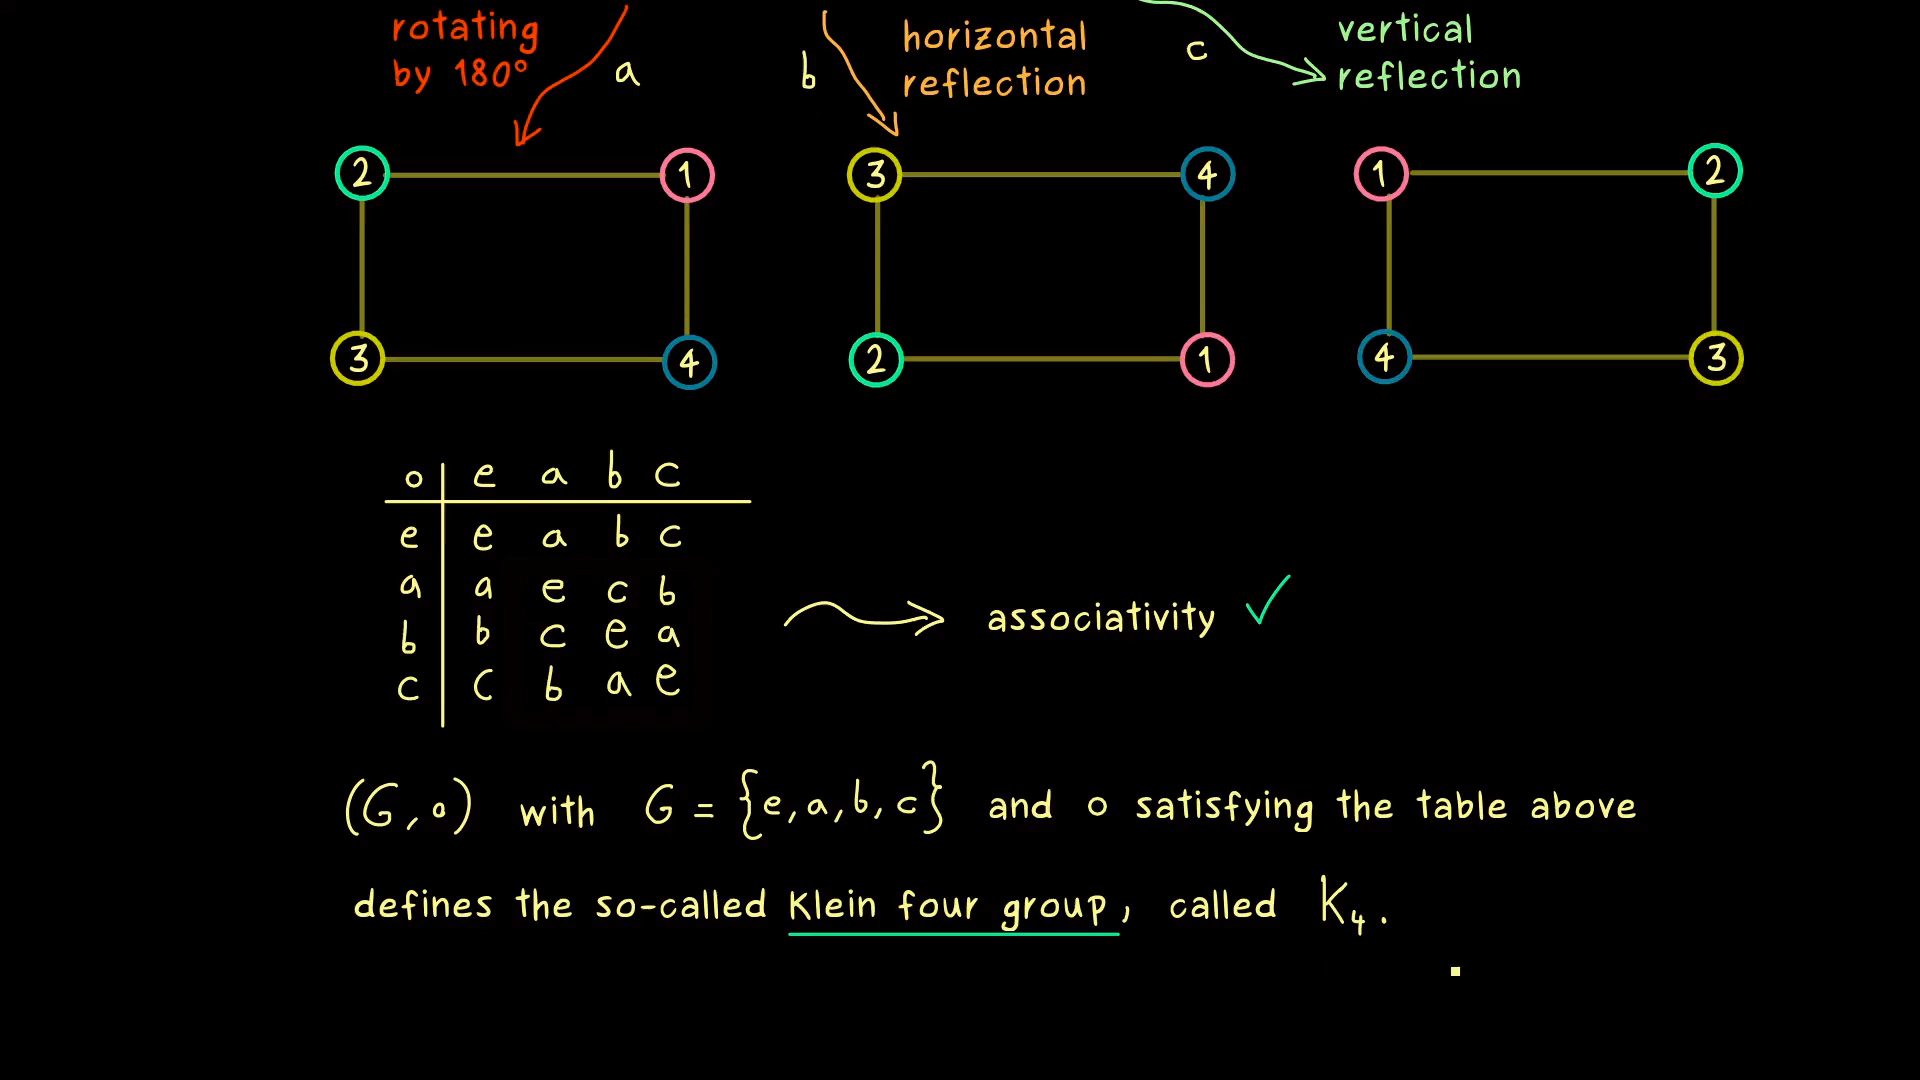 rotating
by 180°
a
b
horizontal
reflection
c
vertical
reflection
2 1
3 4
3 4
2 1
1 2
4 3
o e a b c
e e a b c
a a e c b
b b c e a
c c b a e
associativity ✓
(G, o) with G = {e, a, b, c} and o satisfying the table above
defines the so-called Klein four group, called K₄.